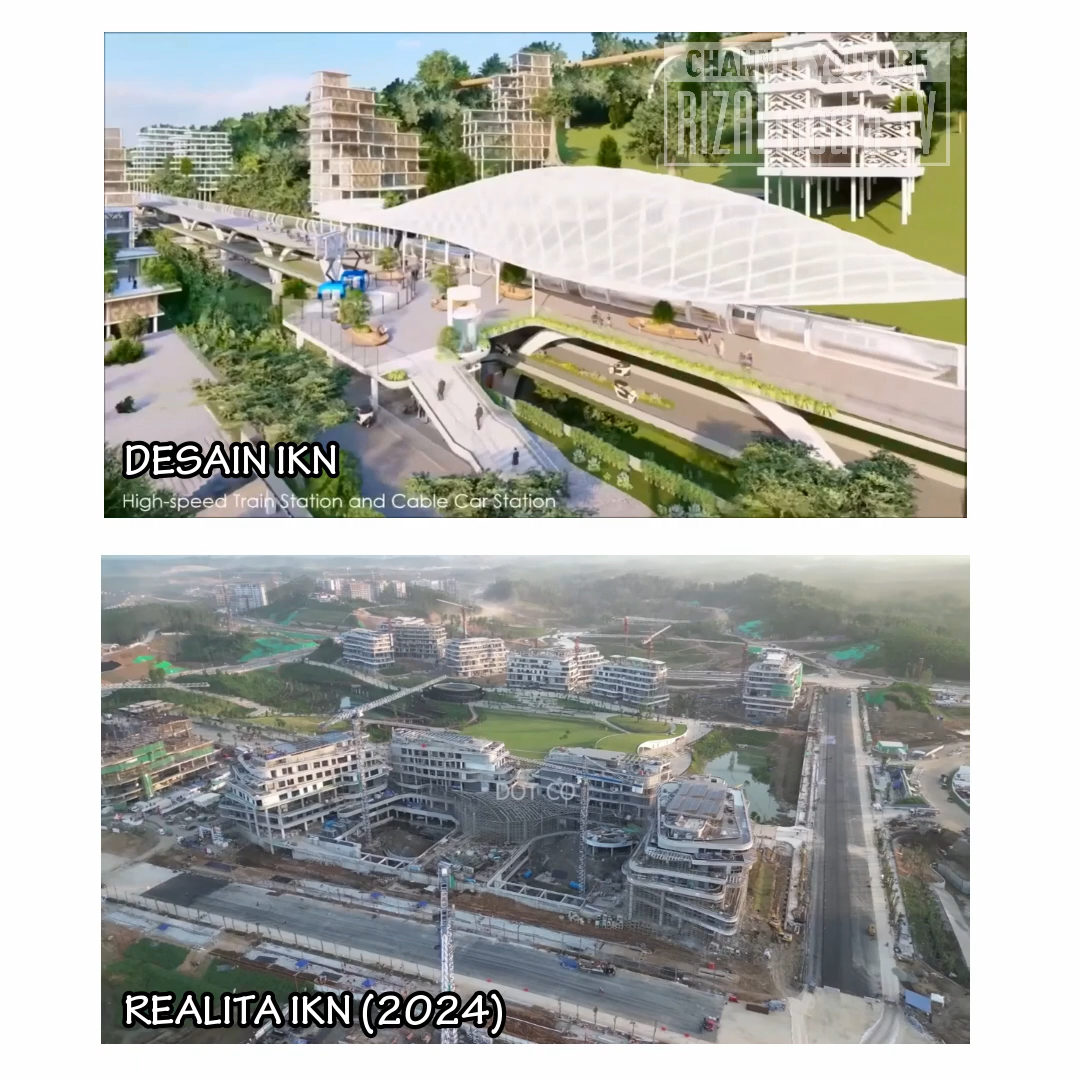 CHANNEL YOUTUBE
DESAIN IKN
High-speed Train Station and Cable Car Station
DOT CO
REALITA IKN (2024)